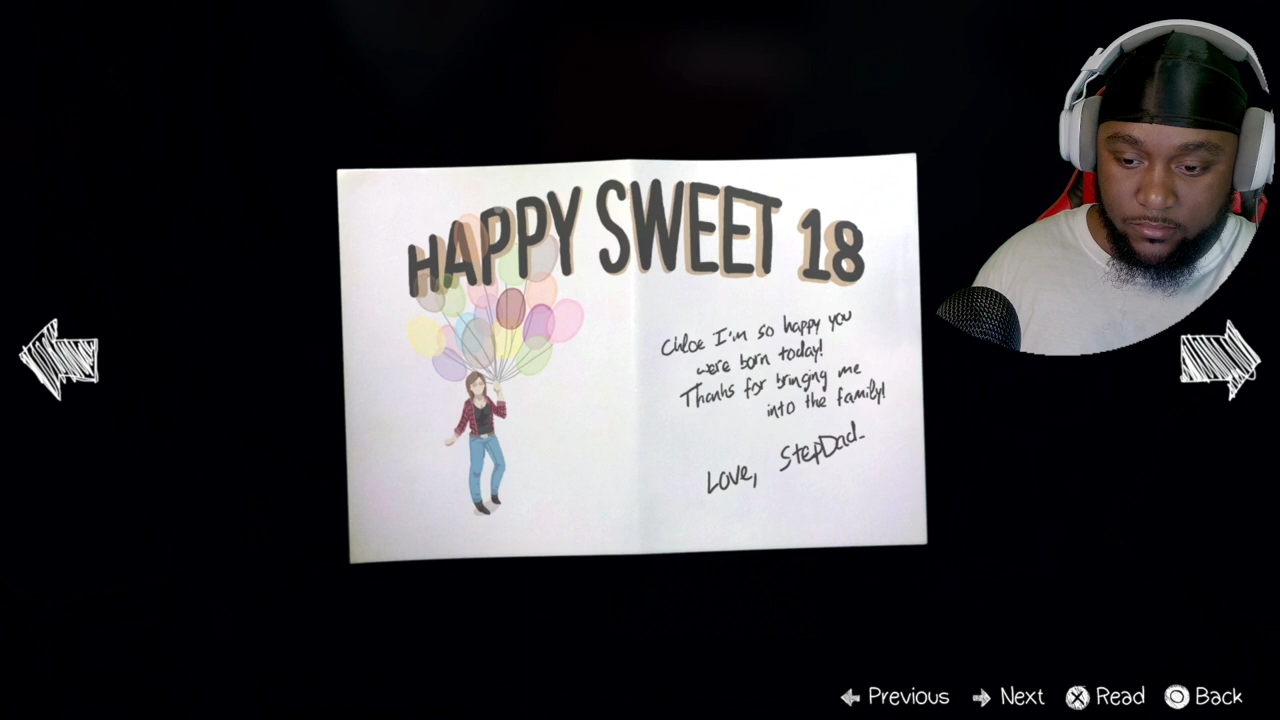 HAPPY SWEET 18
Chloe I'm so happy you
were born today!
Thanks for bringing me
into the family!
Love, StepDad
Previous Next Read Back